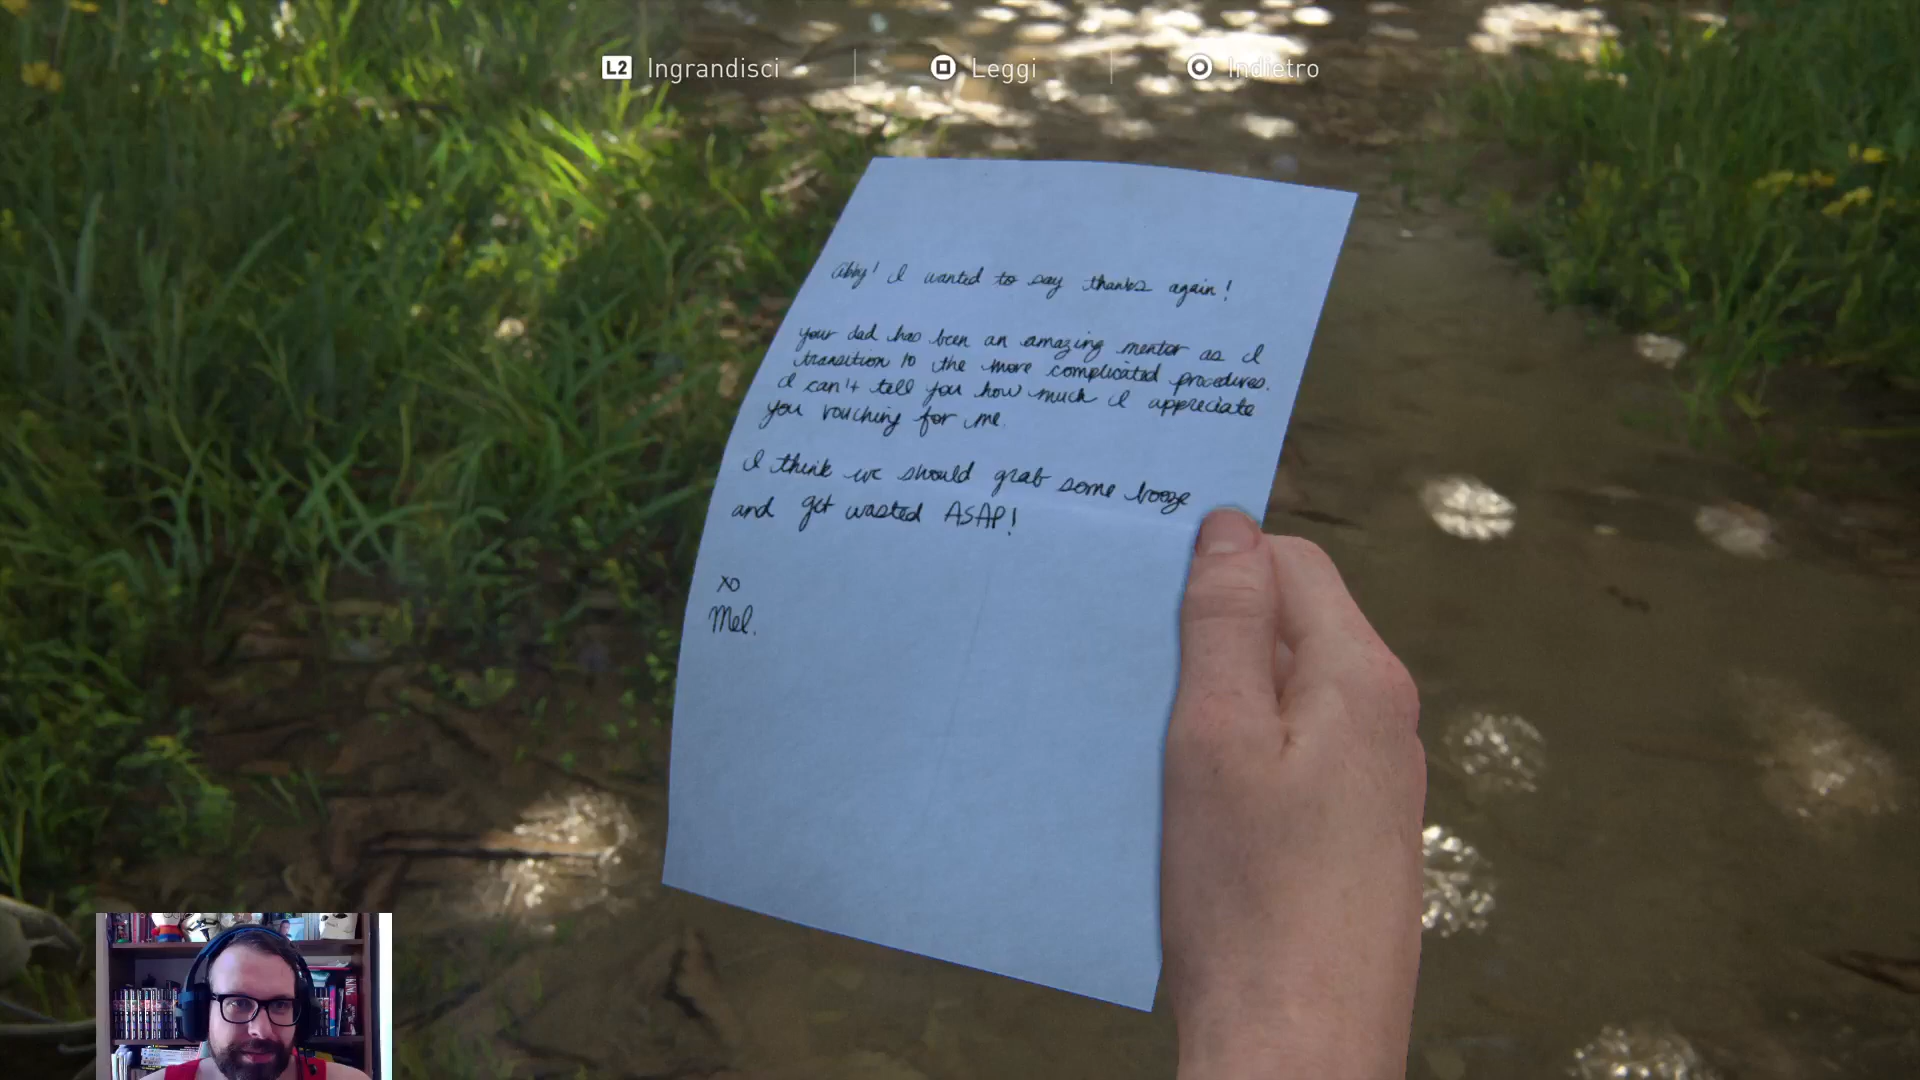 L2 Ingrandisci
Leggi
Indietro
Abby! I wanted to say thanks again!
Your dad has been an amazing mentor as I
transition to the more complicated procedures.
I can't tell you how much I appreciate
you vouching for me.
I think we should grab some booze
and get wasted ASAP!
xo
Mel.